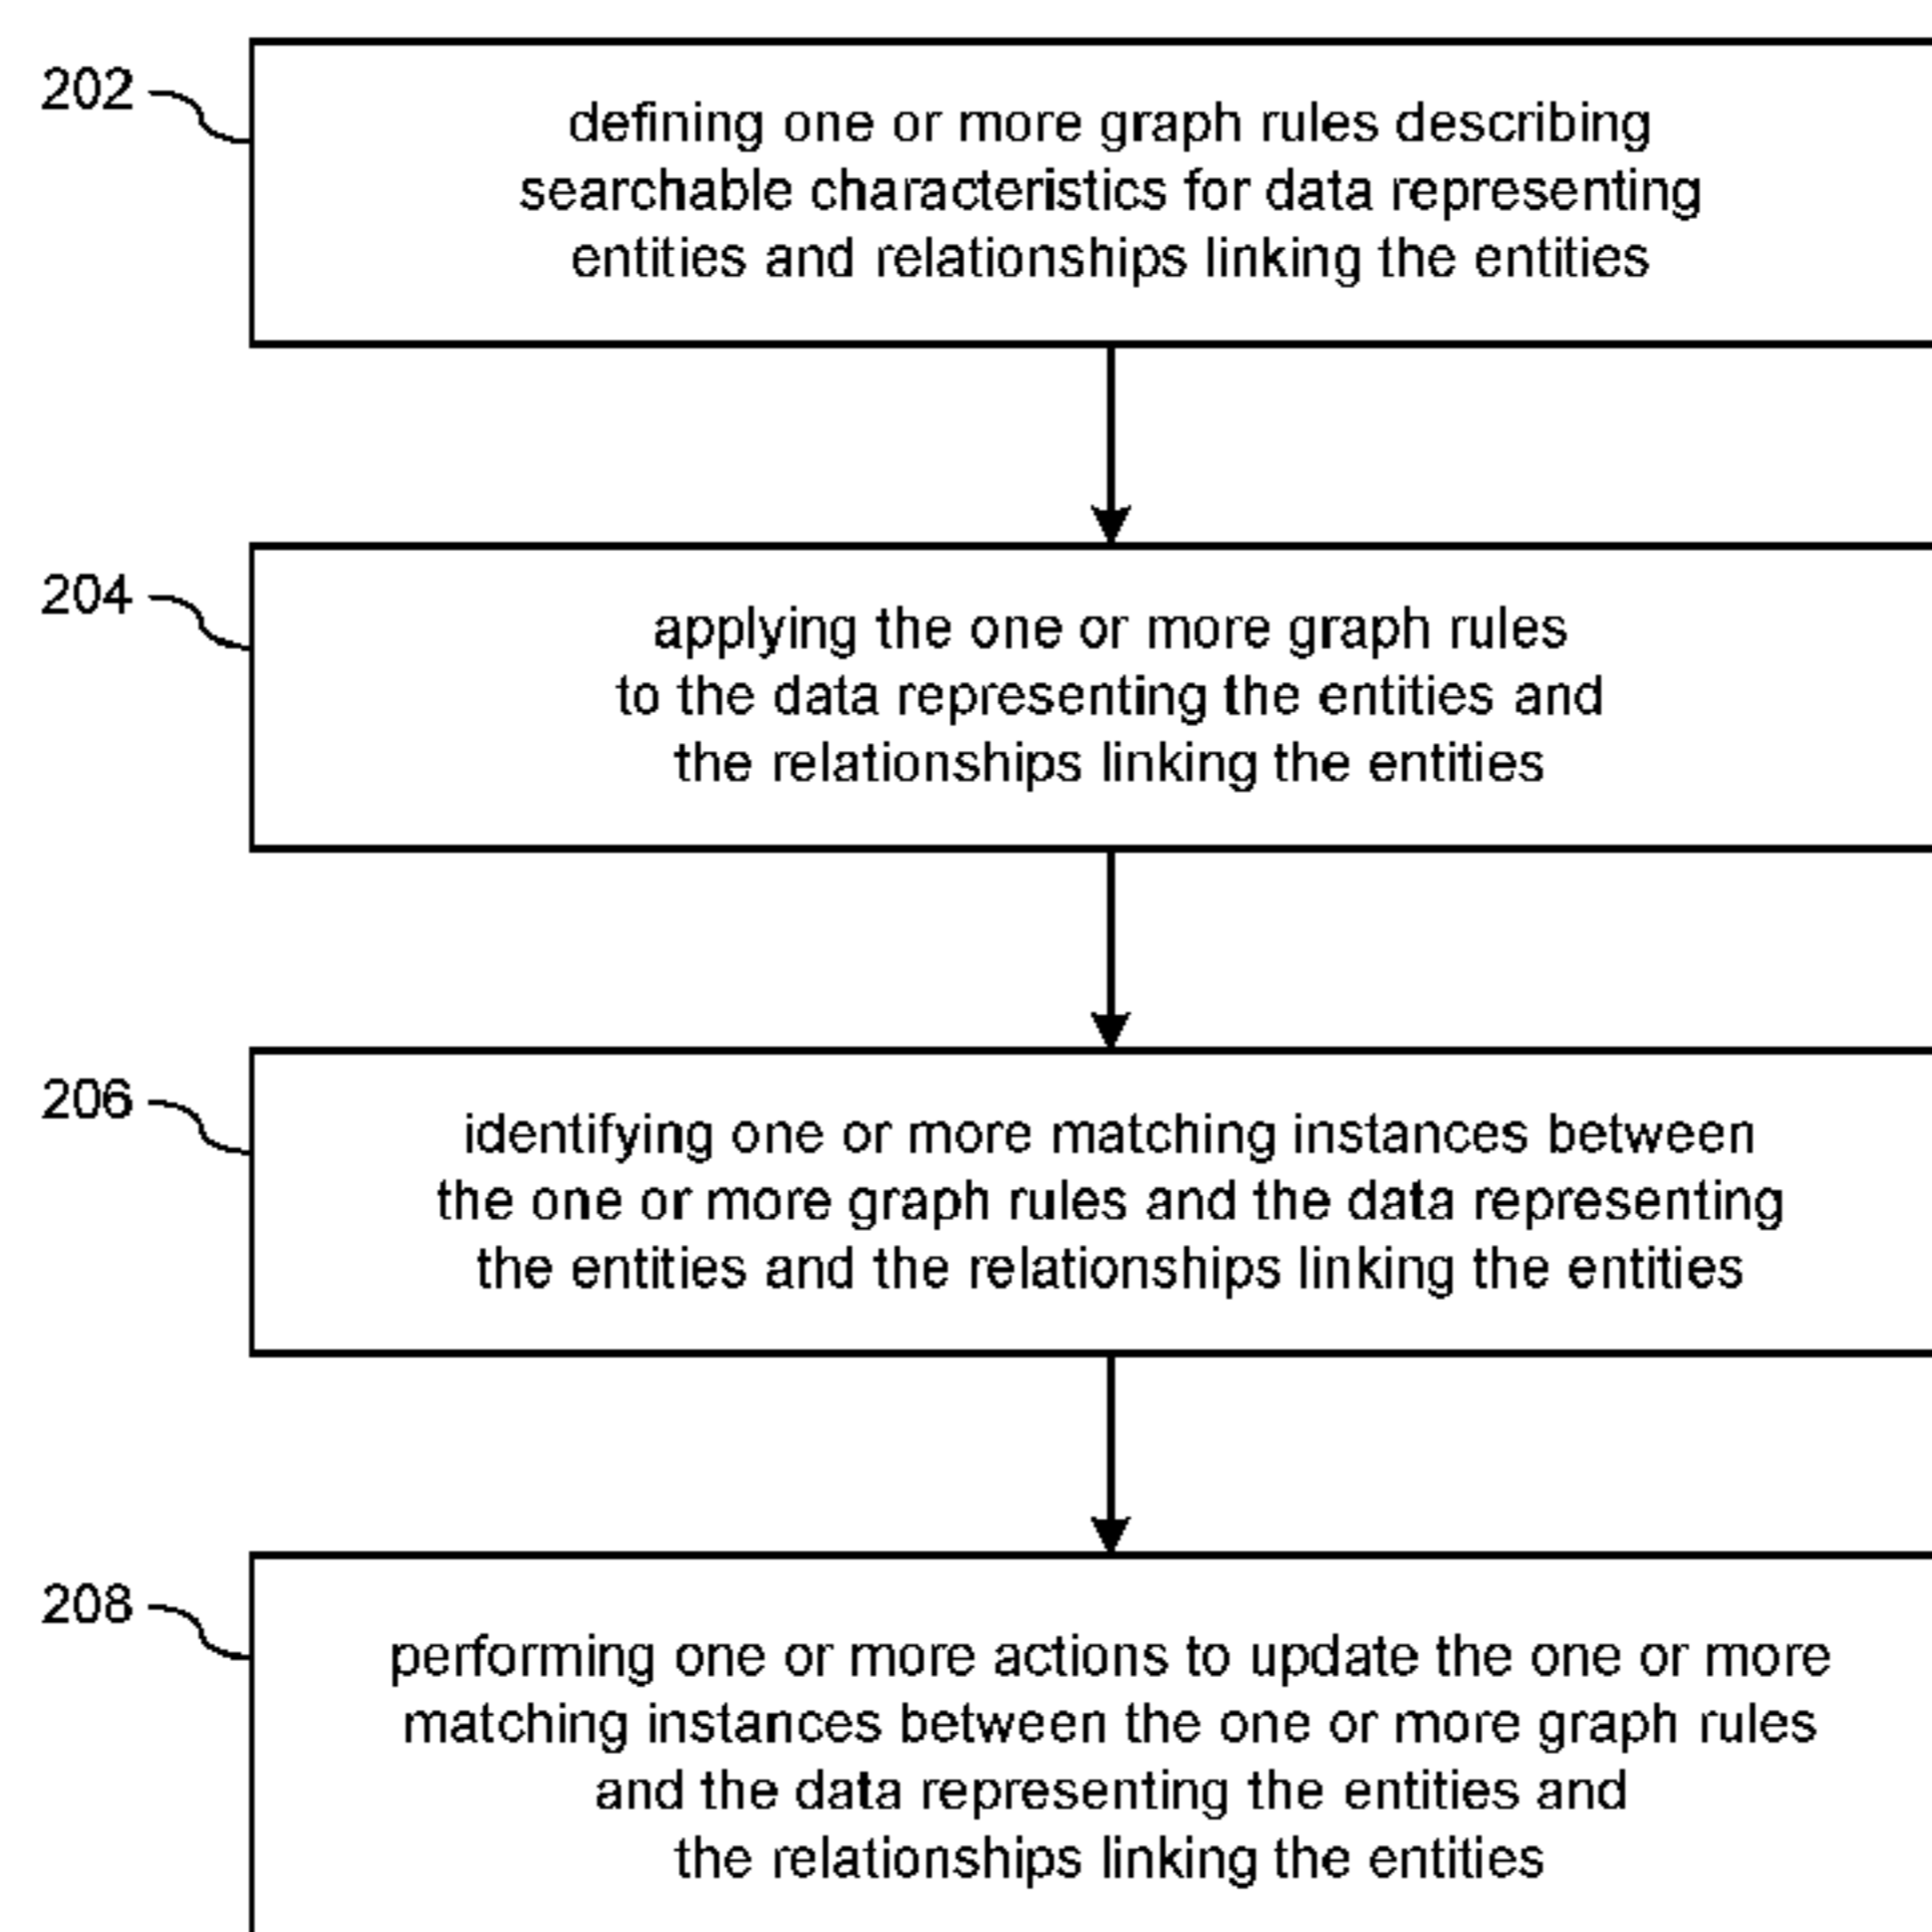 202
defining one or more graph rules describing
searchable characteristics for data representing
entities and relationships linking the entities
204
applying the one or more graph rules
to the data representing the entities and
the relationships linking the entities
206
identifying one or more matching instances between
the one or more graph rules and the data representing
the entities and the relationships linking the entities
208
performing one or more actions to update the one or more
matching instances between the one or more graph rules
and the data representing the entities and
the relationships linking the entities